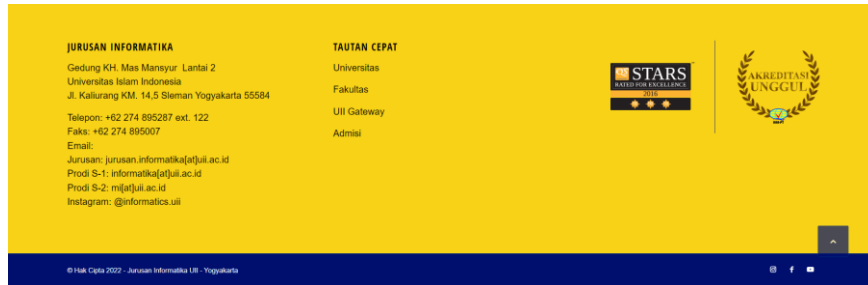 JURUSAN INFORMATIKA
Gedung KH. Mas Mansyur Lantai 2
Universitas Islam Indonesia
Jl. Kaliurang KM. 14,5 Sleman Yogyakarta 55584
Telepon: +62 274 895287 ext. 122
Faks: +62 274 895007
Email:
Jurusan: jurusan.informatika[at]uii.ac.id
Prodi S-1: informatika[at]uii.ac.id
Prodi S-2: mi[at]uii.ac.id
Instagram: @informatics.uii
TAUTAN CEPAT
Universitas
Fakultas
UII Gateway
Admisi
STARS
RATED FOR EXCELLENCE
2016
AKREDITASI
UNGGUL
© Hak Cipta 2022 - Jurusan Informatika UII - Yogyakarta